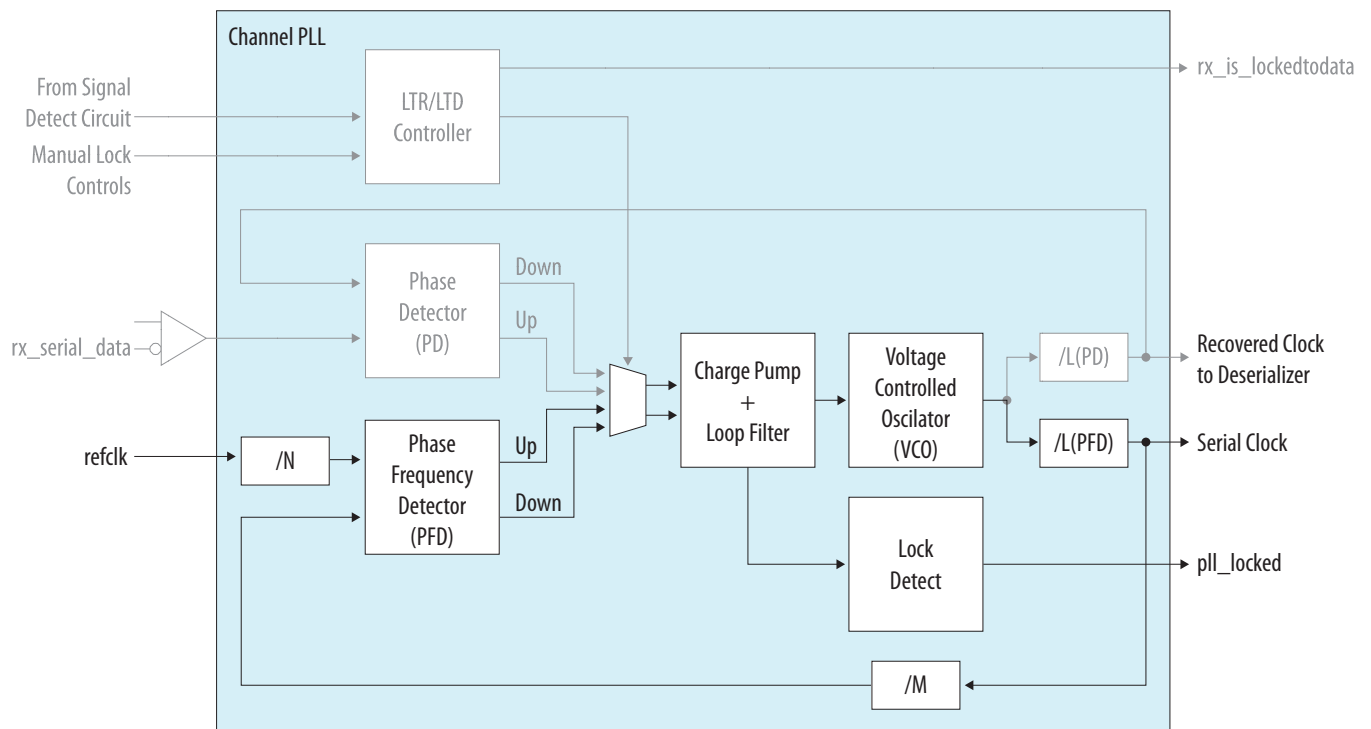 Channel PLL
From Signal
Detect Circuit
Manual Lock
Controls
LTR/LTD
Controller
rx_is_lockedtodata
Phase
Detector
(PD)
Down
Up
rx_serial_data
Charge Pump
+
Loop Filter
Voltage
Controlled
Oscilator
(VCO)
/L(PD)
Recovered Clock
to Deserializer
refclk
/N
Phase
Frequency
Detector
(PFD)
Up
Down
/L(PFD)
Serial Clock
Lock
Detect
pll_locked
/M